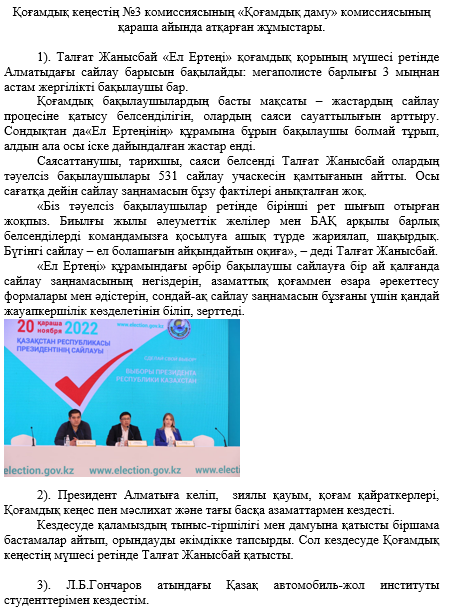 Қоғамдық кеңестің №3 комиссиясының «Қоғамдық даму» комиссиясының
қараша айында атқарған жұмыстары.
1). Талғат Жанысбай «Ел Ертеңі» қоғамдық қорының мүшесі ретінде
Алматыдағы сайлау барысын бақылайды: мегаполисте барлығы 3 мыңнан
астам жергілікті бақылаушы бар.
Қоғамдық бақылаушылардың басты мақсаты – жастардың сайлау
процесіне қатысу белсенділігін, олардың саяси сауаттылығын арттыру.
Сондықтан да«Ел Ертеңінің» құрамына бұрын бақылаушы болмай тұрып,
алдын ала осы іске дайындалған жастар енді.
Саясаттанушы, тарихшы, саяси белсенді Талғат Жанысбай олардың
тәуелсіз бақылаушылары 531 сайлау учаскесін қамтығанын айтты. Осы
сағатқа дейін сайлау заңнамасын бұзу фактілері анықталған жоқ.
«Біз тәуелсіз бақылаушылар ретінде бірінші рет шығып отырған
жоқпыз. Биылғы жылы әлеуметтік желілер мен БАҚ арқылы барлық
белсенділерді командамызға қосылуға ашық түрде жариялап, шақырдық.
Бүгінгі сайлау – ел болашағын айқындайтын оқиға», – деді Талғат Жанысбай.
«Ел Ертеңі» құрамындағы әрбір бақылаушы сайлауға бір ай қалғанда
сайлау заңнамасының негіздерін, азаматтық қоғаммен өзара әрекеттесу
формалары мен әдістерін, сондай-ақ сайлау заңнамасын бұзғаны үшін қандай
жауапкершілік көзделетінін біліп, зерттеді.
20 қараша ноября 2022
ҚАЗАҚСТАН РЕСПУБЛИКАСЫ
ПРЕЗИДЕНТІНІҢ САЙЛАУЫ
election.gov.kz
СДЕЛАЙ СВОЙ ВЫБОР
ВЫБОРЫ ПРЕЗИДЕНТА
РЕСПУБЛИКИ КАЗАХСТАН
election.gov.kz www.election.gov.kz www.election.gov.kz
2). Президент Алматыға келіп, зиялы қауым, қоғам қайраткерлері,
Қоғамдық кеңес пен мәслихат және тағы басқа азаматтармен кездесті.
Кездесуде қаламыздың тыныс-тіршілігі мен дамуына қатысты біршама
бастамалар айтып, орындауды әкімдікке тапсырды. Сол кездесуде Қоғамдық
кеңестің мүшесі ретінде Талғат Жанысбай қатысты.
3). Л.Б.Гончаров атындағы Қазақ автомобиль-жол институты
студенттерімен кездестім.